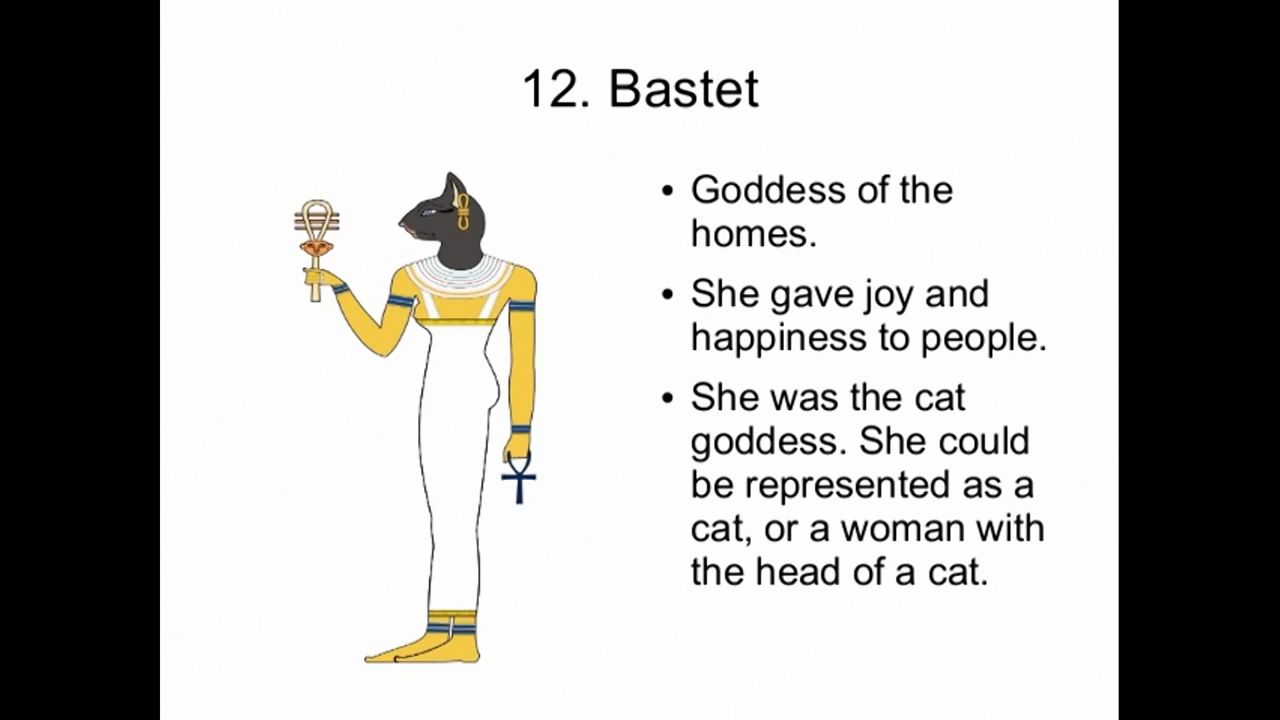 12. Bastet
• Goddess of the
homes.
• She gave joy and
happiness to people.
• She was the cat
goddess. She could
be represented as a
cat, or a woman with
the head of a cat.